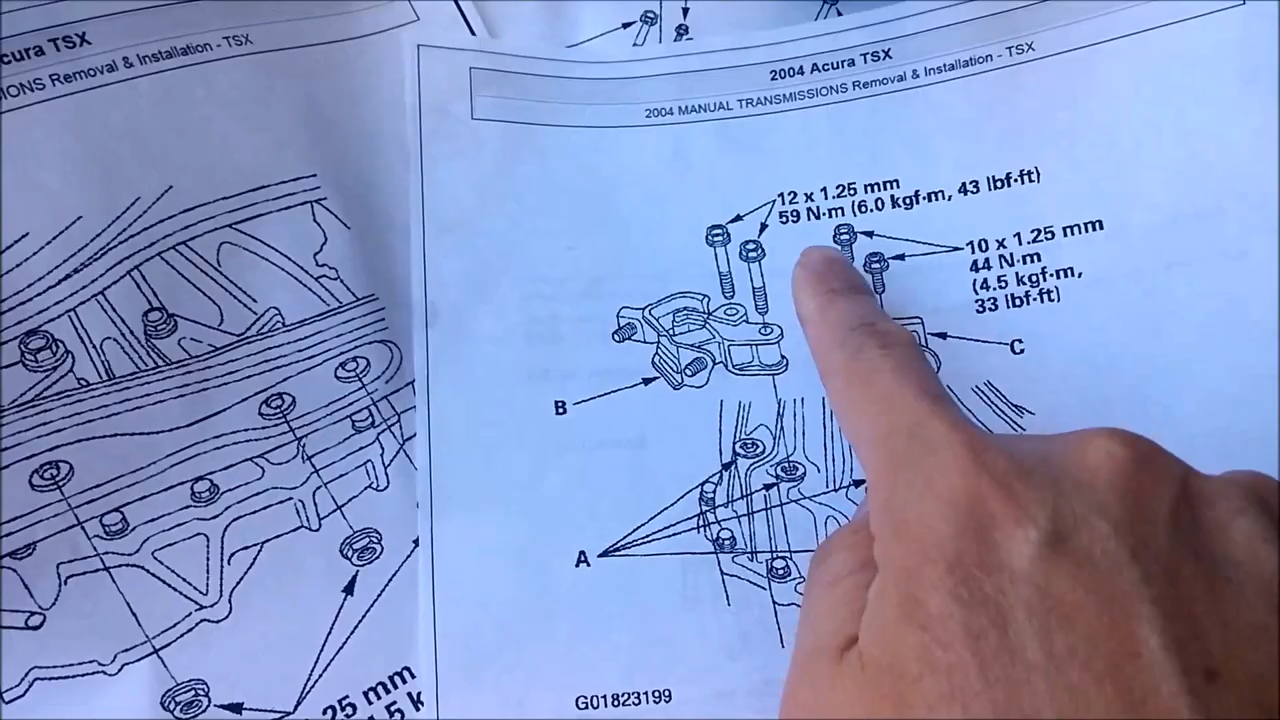 cura TSX
IONS Removal & Installation - TSX
25 mm
5 k
2004 Acura TSX
2004 MANUAL TRANSMISSIONS Removal & Installation - TSX
12 x 1.25 mm
59 N·m (6.0 kgf·m, 43 lbf·ft)
10 x 1.25 mm
44 N·m
(4.5 kgf·m,
33 lbf·ft)
C
B
A
G01823199